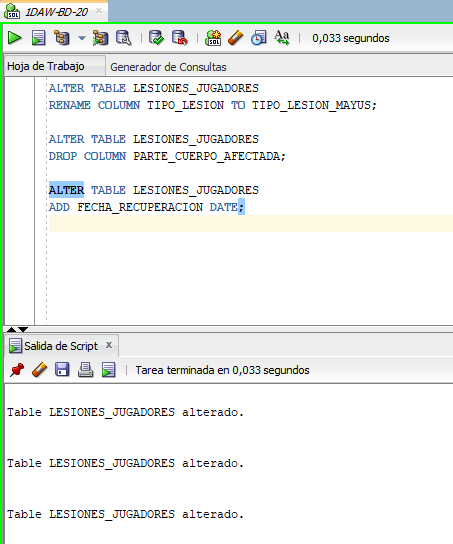 1DAW-BD-20
SQL
0,033 segundos
Hoja de Trabajo Generador de Consultas
ALTER TABLE LESIONES_JUGADORES
RENAME COLUMN TIPO_LESION TO TIPO_LESION_MAYUS;
ALTER TABLE LESIONES_JUGADORES
DROP COLUMN PARTE_CUERPO_AFECTADA;
ALTER TABLE LESIONES_JUGADORES
ADD FECHA_RECUPERACION DATE;
Salida de Script x
Tarea terminada en 0,033 segundos
Table LESIONES_JUGADORES alterado.
Table LESIONES_JUGADORES alterado.
Table LESIONES_JUGADORES alterado.